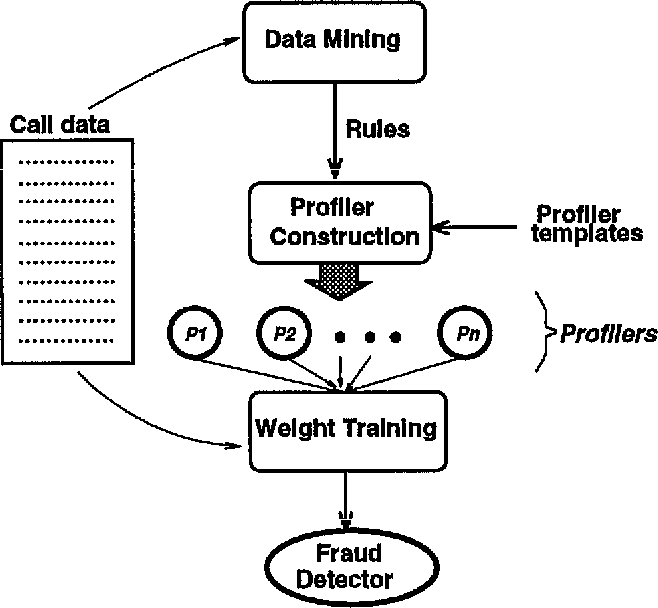 Data Mining
Call data
Rules
Profiler
Construction
Profiler
templates
P1
P2
Pn
Profilers
Weight Training
Fraud
Detector